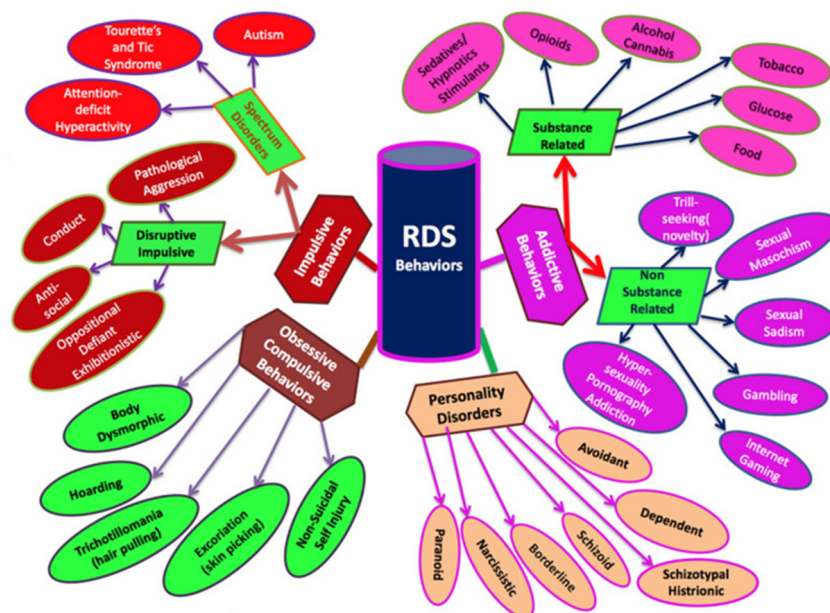 Tourette's
and Tic
Syndrome
Autism
Attention-
deficit
Hyperactivity
Spectrum
Disorders
Pathological
Aggression
Conduct
Disruptive
Impulsive
Anti-
social
Oppositional
Defiant
Exhibitionistic
Impulsive
Behaviors
RDS
Behaviors
Addictive
Behaviors
Sedatives/
Hypnotics
Stimulants
Opioids
Alcohol
Cannabis
Tobacco
Glucose
Food
Substance
Related
Trill-
seeking(
novelty)
Sexual
Masochism
Non
Substance
Related
Sexual
Sadism
Hyper-
sexuality
Pornography
Addiction
Gambling
Internet
Gaming
Obsessive
Compulsive
Behaviors
Body
Dysmorphic
Hoarding
Trichotillomania
(hair pulling)
Excoriation
(skin picking)
Non-Suicidal
Self Injury
Personality
Disorders
Avoidant
Dependent
Schizotypal
Histrionic
Schizoid
Borderline
Narcissistic
Paranoid